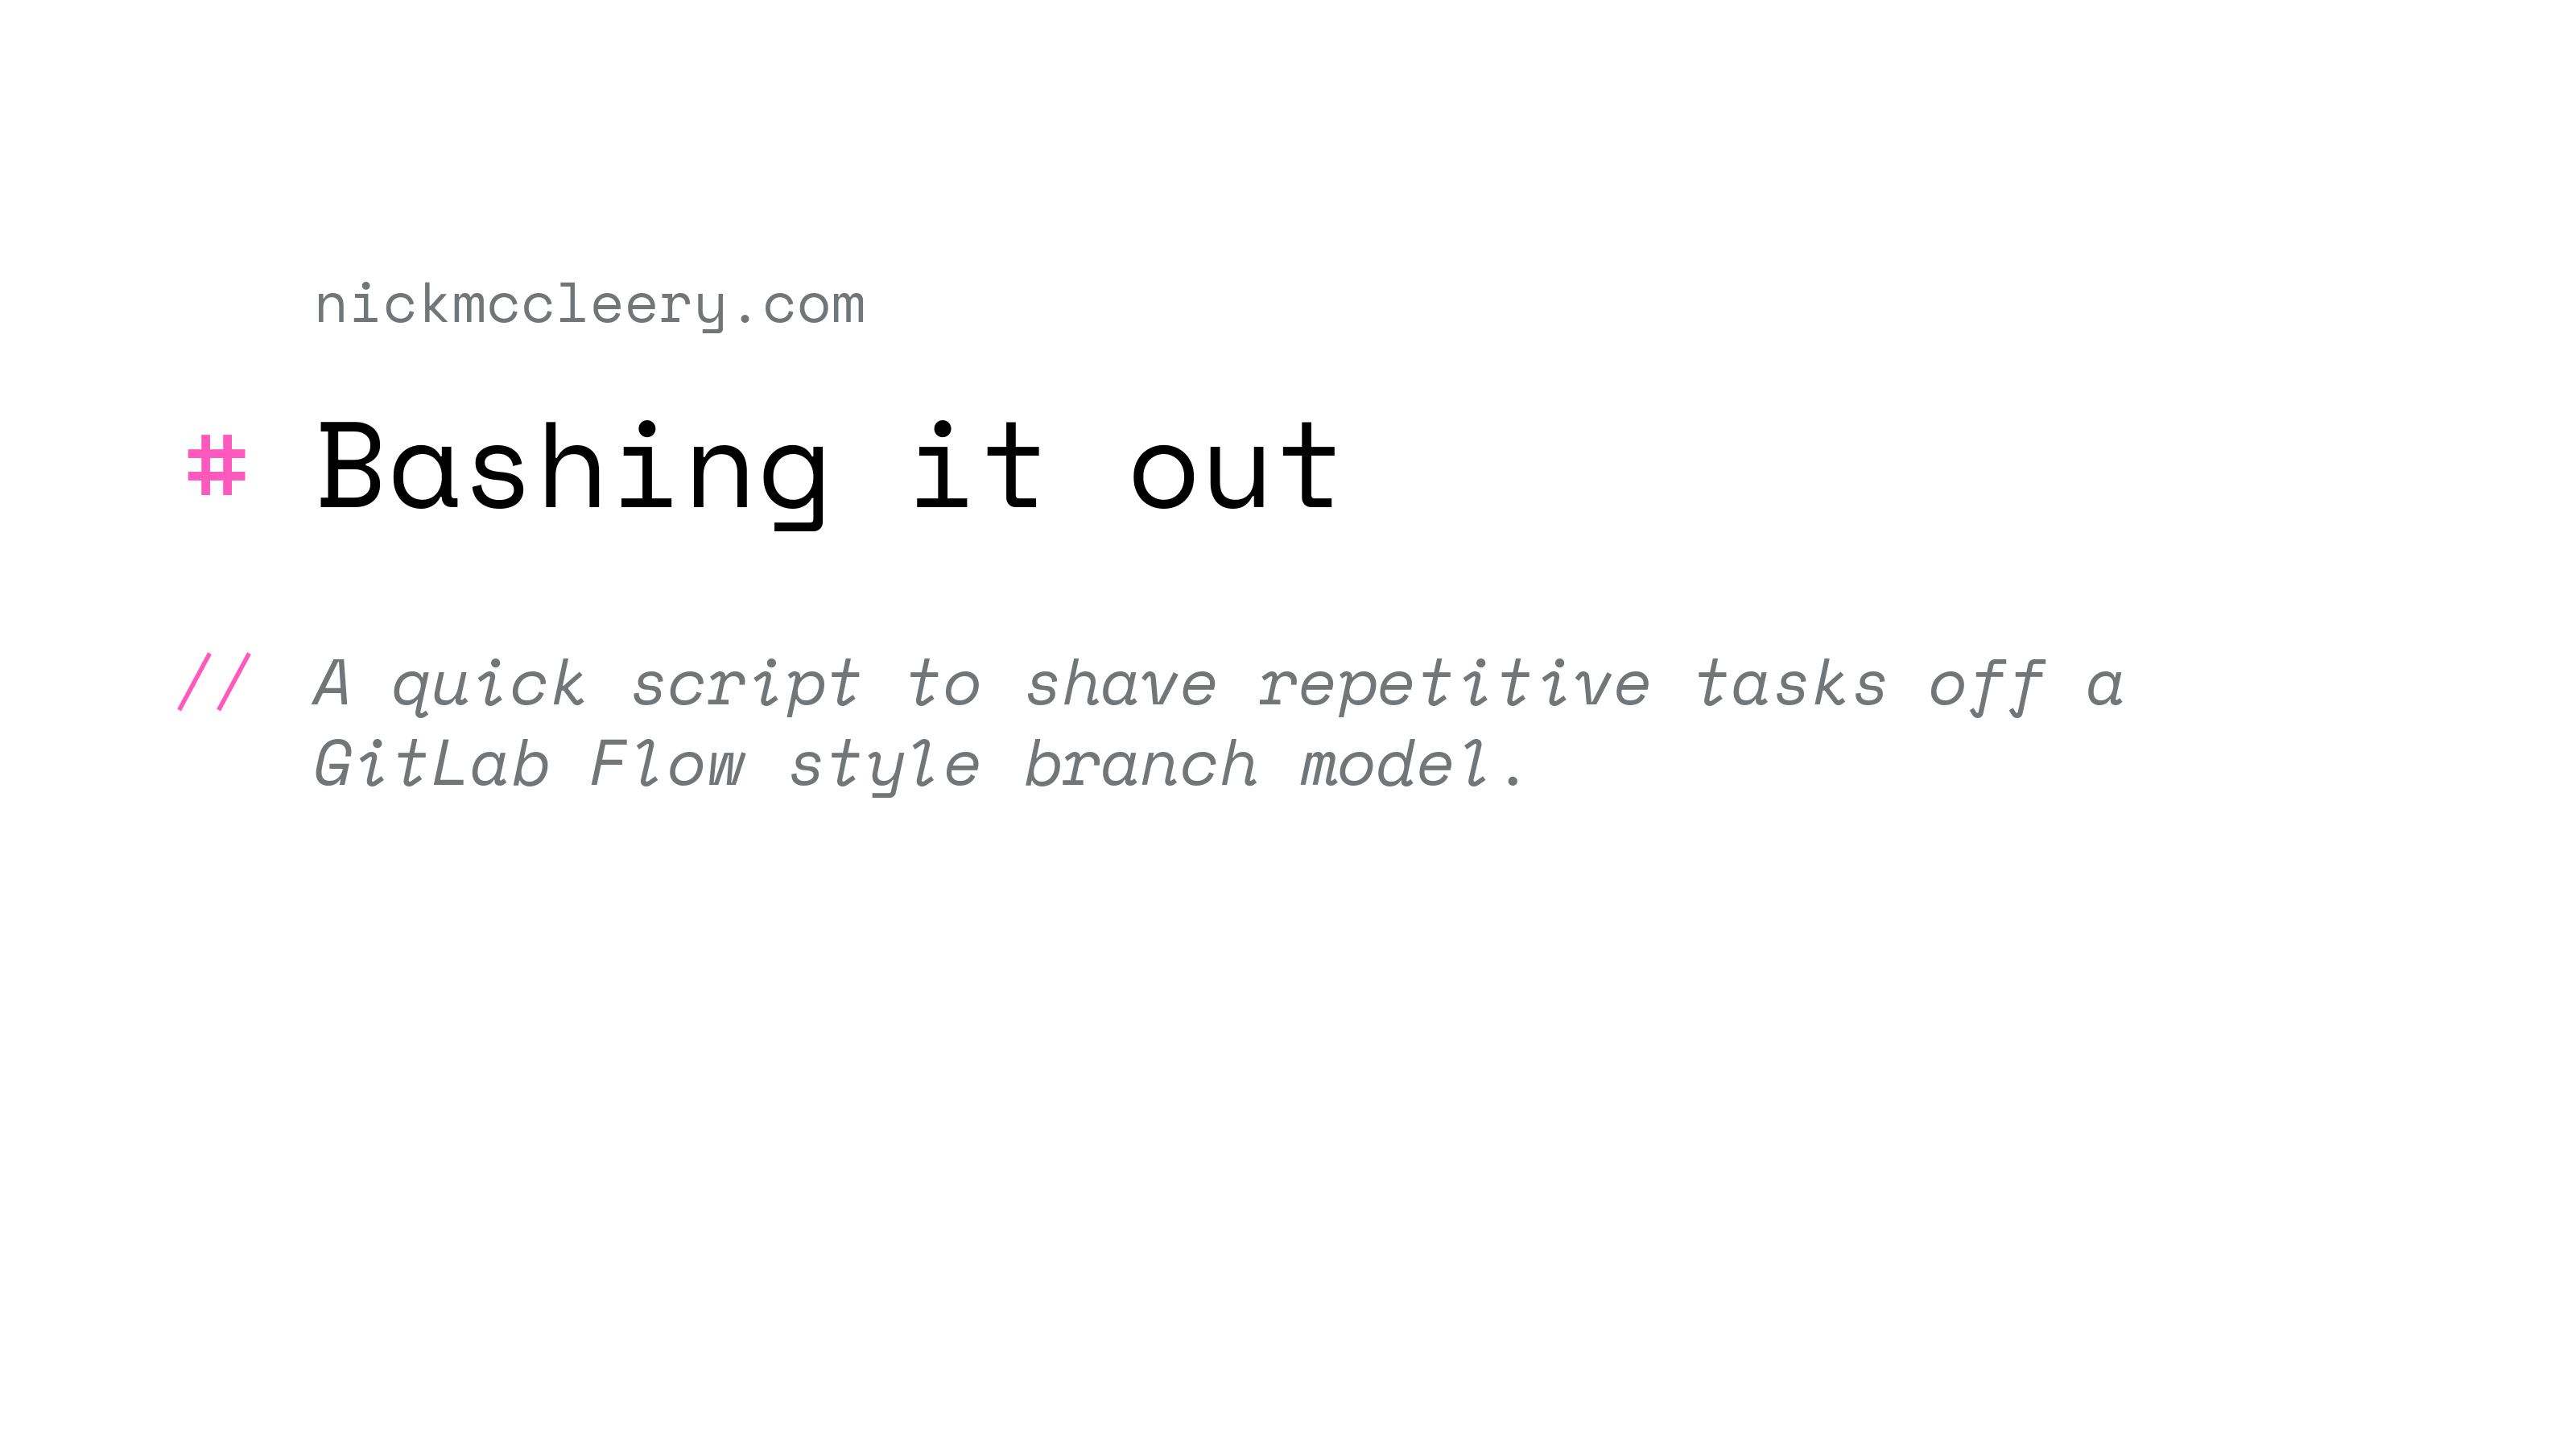 nickmccleery.com
# Bashing it out
// A quick script to shave repetitive tasks off a
GitLab Flow style branch model.